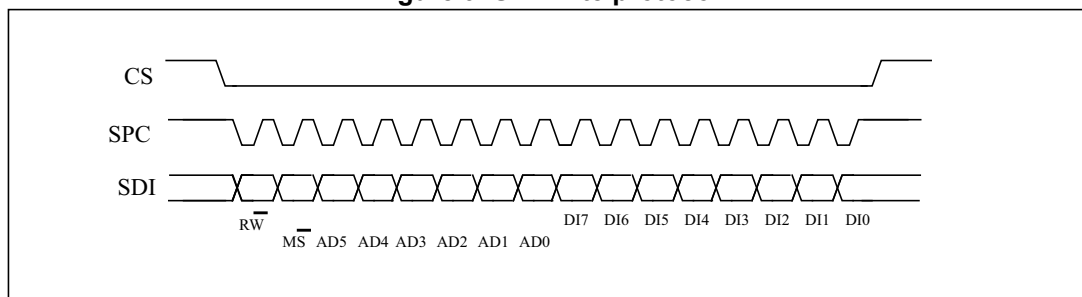 CS
SPC
SDI
RW̅ DI7 DI6 DI5 DI4 DI3 DI2 DI1 DI0
MS̅ AD5 AD4 AD3 AD2 AD1 AD0